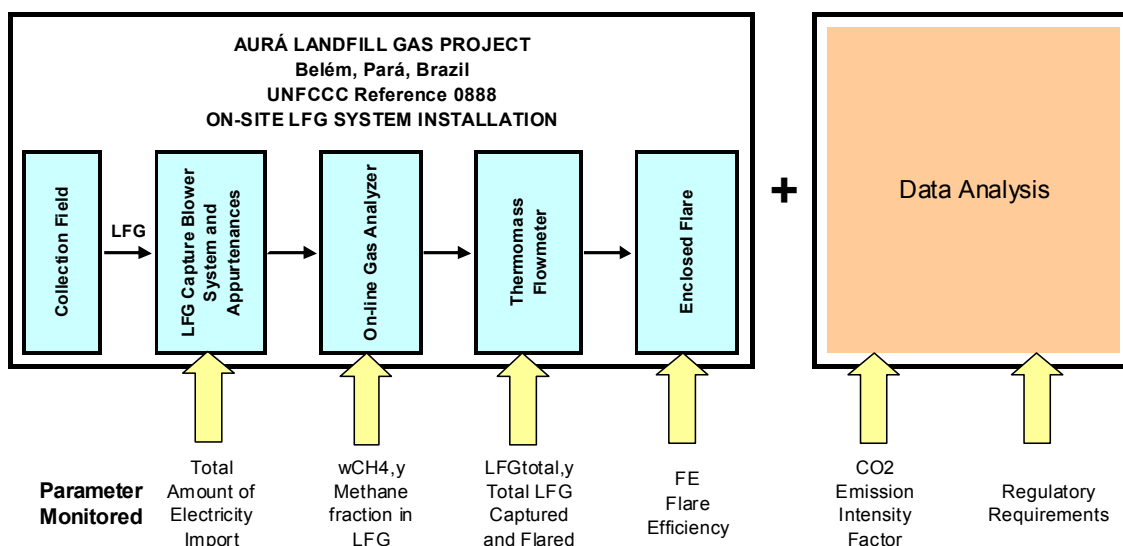 AURÁ LANDFILL GAS PROJECT
Belém, Pará, Brazil
UNFCCC Reference 0888
ON-SITE LFG SYSTEM INSTALLATION
Collection Field
LFG
LFG Capture Blower
System and
Appurtenances
On-line Gas Analyzer
Thermomass
Flowmeter
Enclosed Flare
+
Data Analysis
Parameter
Monitored
Total
Amount of
Electricity
Import
wCH4,y
Methane
fraction in
LFG
LFGtotal,y
Total LFG
Captured
and Flared
FE
Flare
Efficiency
CO2
Emission
Intensity
Factor
Regulatory
Requirements